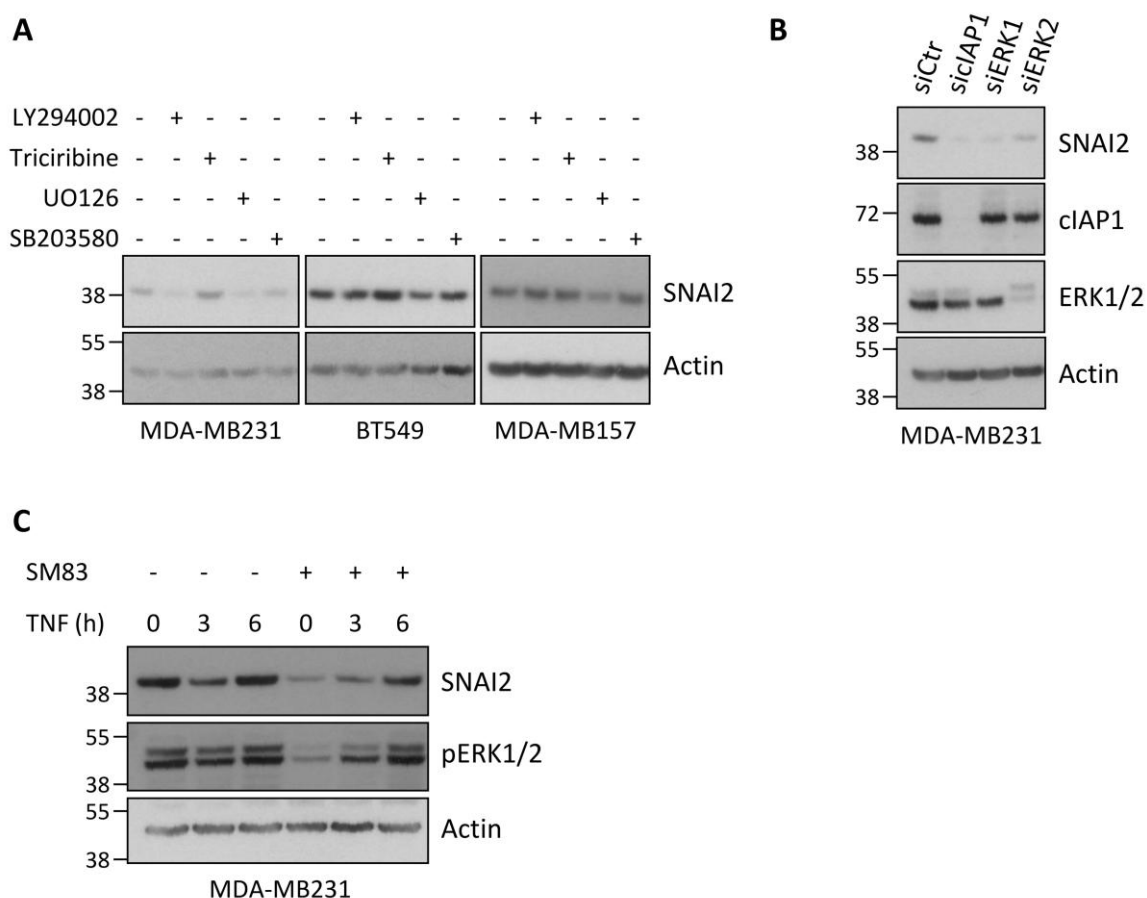 A
LY294002 - + - - - - + - - - - + - - -
Triciribine - - + - - - - + - - - - + - -
UO126 - - - + - - - - + - - - - + -
SB203580 - - - - + - - - - + - - - - +
38 SNAI2
55
38 Actin
MDA-MB231 BT549 MDA-MB157
B
siCtr sicIAP1 siERK1 siERK2
38 SNAI2
72 cIAP1
55
38 ERK1/2
55
38 Actin
MDA-MB231
C
SM83 - - - + + +
TNF (h) 0 3 6 0 3 6
38 SNAI2
55
38 pERK1/2
55
38 Actin
MDA-MB231